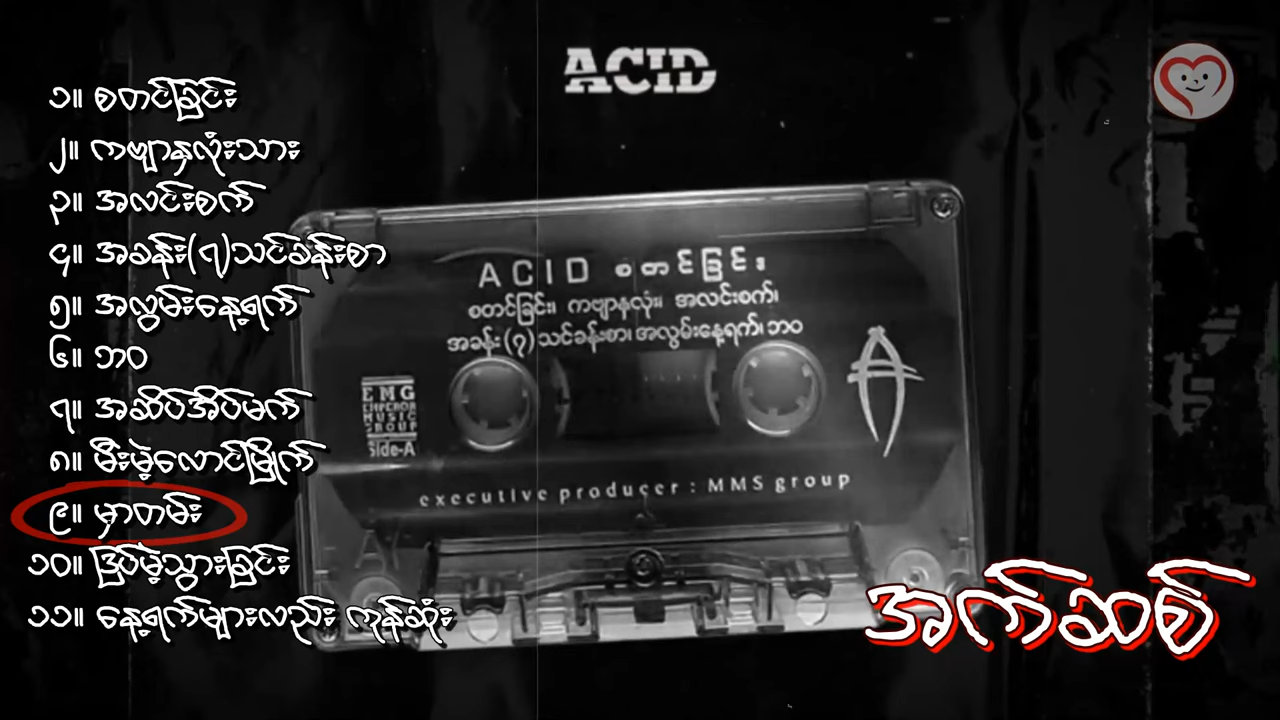 ACID
၁။ စတင်ခြင်း
၂။ ကဗျာနှလုံးသား
၃။ အလင်းစက်
၄။ အခန်း(၇)သင်ခန်းစာ
၅။ အလွမ်းနေ့ရက်
၆။ ဘဝ
၇။ အဆိပ်အိပ်မက်
၈။ မီးမဲ့လောင်မြိုက်
၉။ မှာတမ်း
၁၀။ ဒြပ်မဲ့သွားခြင်း
၁၁။ နေ့ရက်များလည်း ကုန်ဆုံး
ACID စတင်ခြင်း
စတင်ခြင်း၊ ကဗျာနှလုံး၊ အလင်းစက်၊
အခန်း(၇)သင်ခန်းစာ၊ အလွမ်းနေ့ရက်၊ ဘဝ
EMG
EMPEROR
MUSIC
GROUP
Side-A
A
executive producer : MMS group
အက်ဆစ်